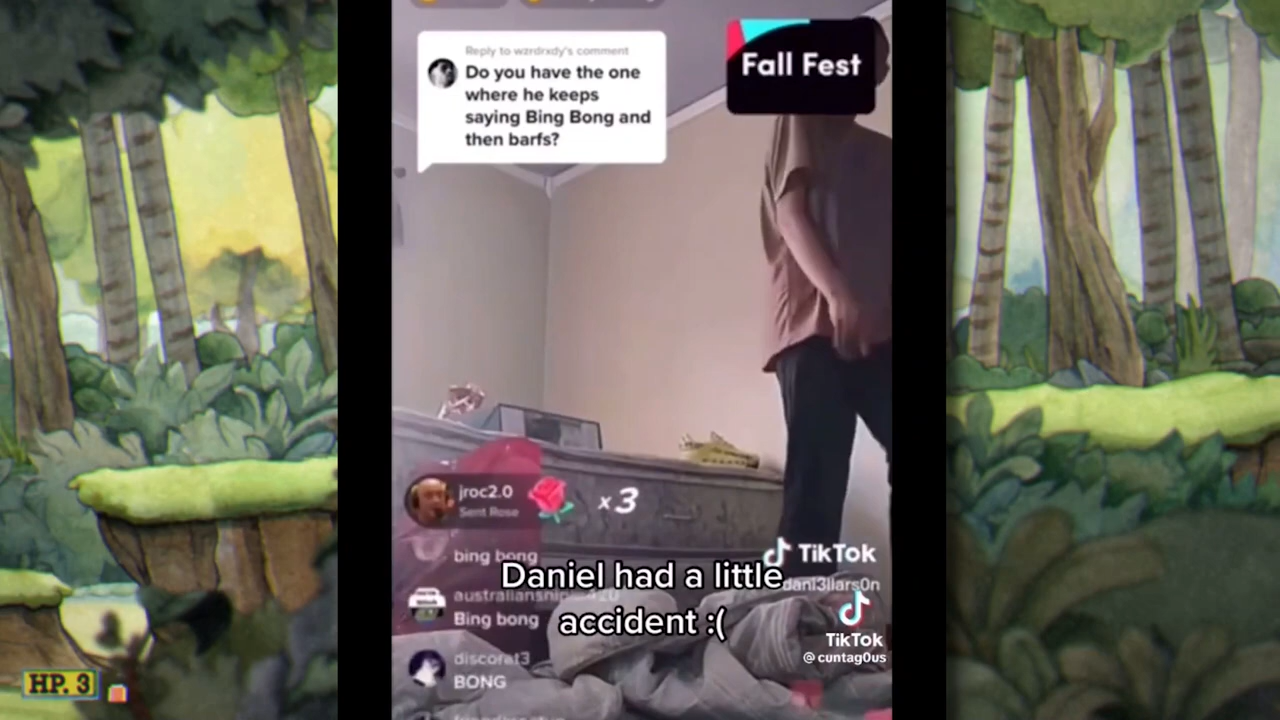 Reply to wzrdrxdy's comment
Do you have the one
where he keeps
saying Bing Bong and
then barfs?
Fall Fest
jroc2.0
Sent Rose
x3
bing bong
TikTok
dani3llars0n
Daniel had a little
accident :(
Bing bong
TikTok
@ cuntag0us
discorat3
BONG
HP. 3